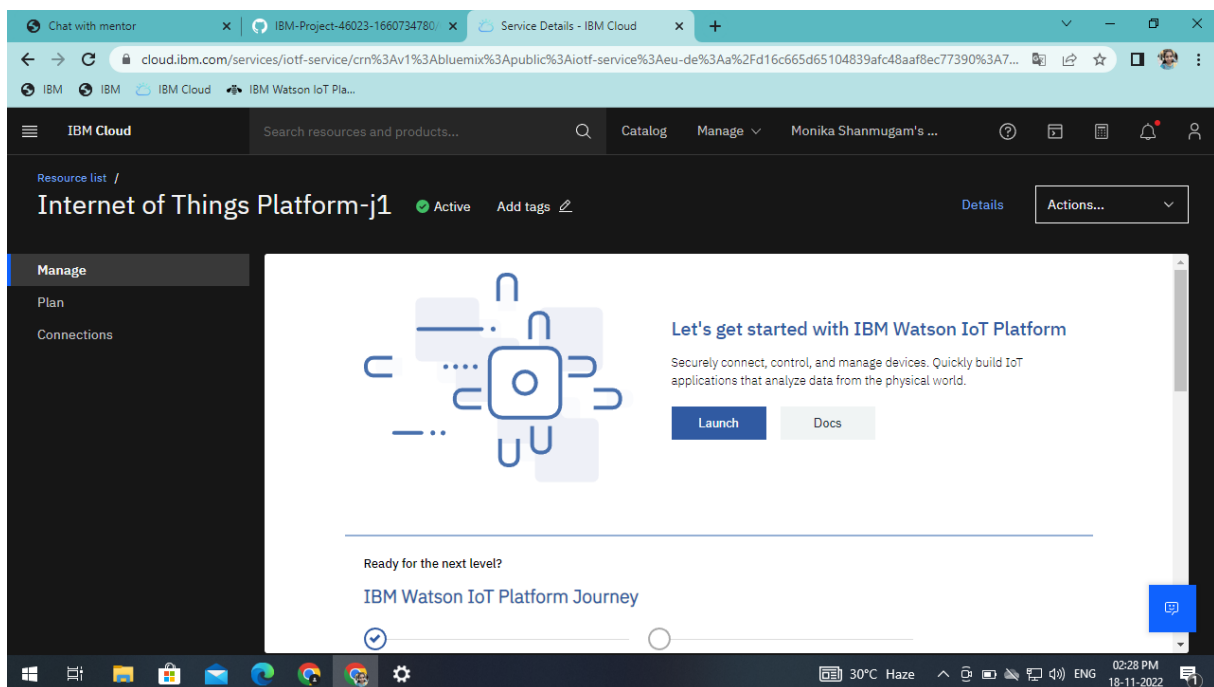 Chat with mentor
IBM-Project-46023-1660734780/
Service Details - IBM Cloud
cloud.ibm.com/services/iotf-service/crn%3Av1%3Abluemix%3Apublic%3Aiotf-service%3Aeu-de%3Aa%2Fd16c665d65104839afc48aaf8ec77390%3A7...
IBM
IBM
IBM Cloud
IBM Watson IoT Pla...
IBM Cloud
Search resources and products...
Catalog
Manage
Monika Shanmugam's ...
Resource list /
Internet of Things Platform-j1
Active
Add tags
Details
Actions...
Manage
Plan
Connections
Let's get started with IBM Watson IoT Platform
Securely connect, control, and manage devices. Quickly build IoT
applications that analyze data from the physical world.
Launch
Docs
Ready for the next level?
IBM Watson IoT Platform Journey
30°C Haze
ENG
02:28 PM
18-11-2022
1